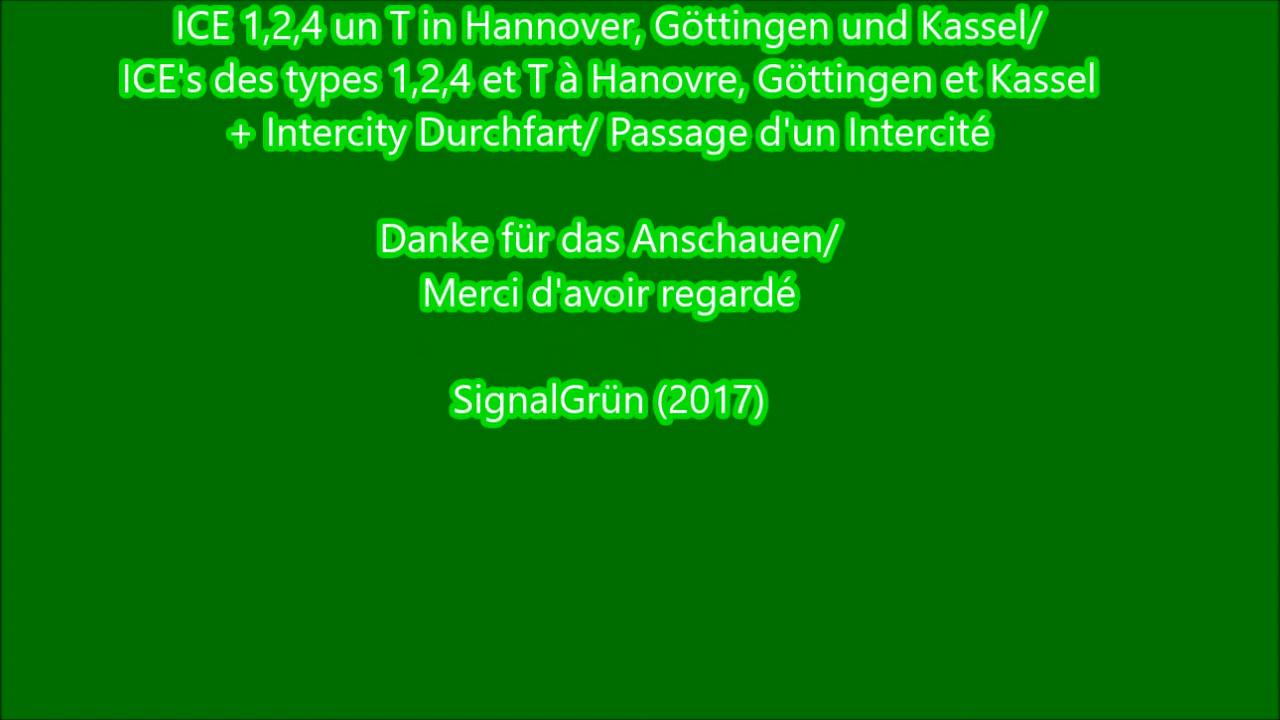 ICE 1,2,4 un T in Hannover, Göttingen und Kassel/
ICE's des types 1,2,4 et T à Hanovre, Göttingen et Kassel
+ Intercity Durchfart/ Passage d'un Intercité
Danke für das Anschauen/
Merci d'avoir regardé
SignalGrün (2017)